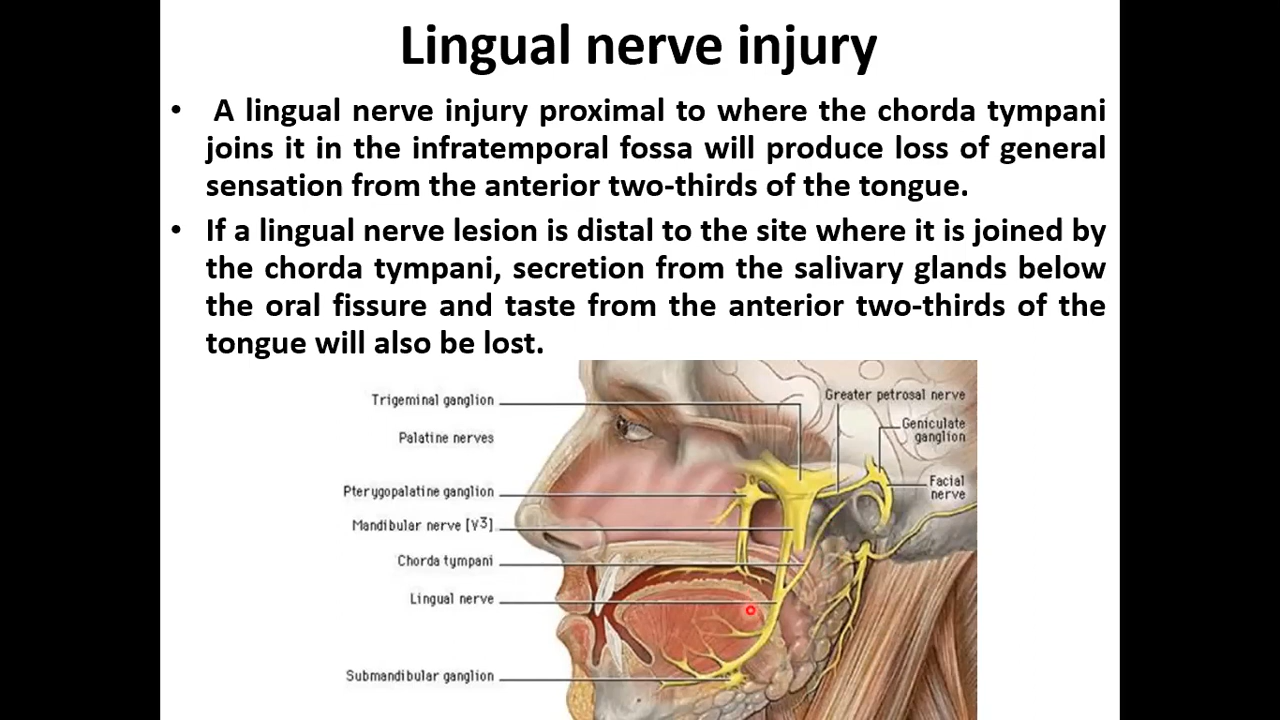 Lingual nerve injury
• A lingual nerve injury proximal to where the chorda tympani
joins it in the infratemporal fossa will produce loss of general
sensation from the anterior two-thirds of the tongue.
• If a lingual nerve lesion is distal to the site where it is joined by
the chorda tympani, secretion from the salivary glands below
the oral fissure and taste from the anterior two-thirds of the
tongue will also be lost.
Trigeminal ganglion
Palatine nerves
Pterygopalatine ganglion
Mandibular nerve [V3]
Chorda tympani
Lingual nerve
Submandibular ganglion
Greater petrosal nerve
Geniculate
ganglion
Facial
nerve